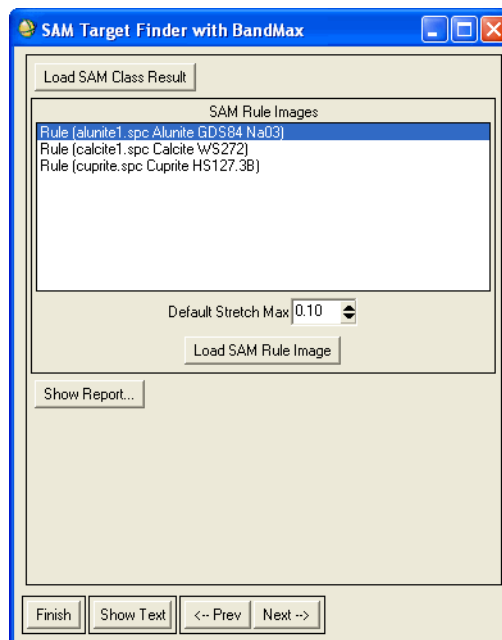 SAM Target Finder with BandMax
Load SAM Class Result
SAM Rule Images
Rule (alunite1.spc Alunite GDS84 Na03)
Rule (calcite1.spc Calcite WS272)
Rule (cuprite.spc Cuprite HS127.3B)
Default Stretch Max 0.10
Load SAM Rule Image
Show Report...
Finish Show Text <-- Prev Next -->